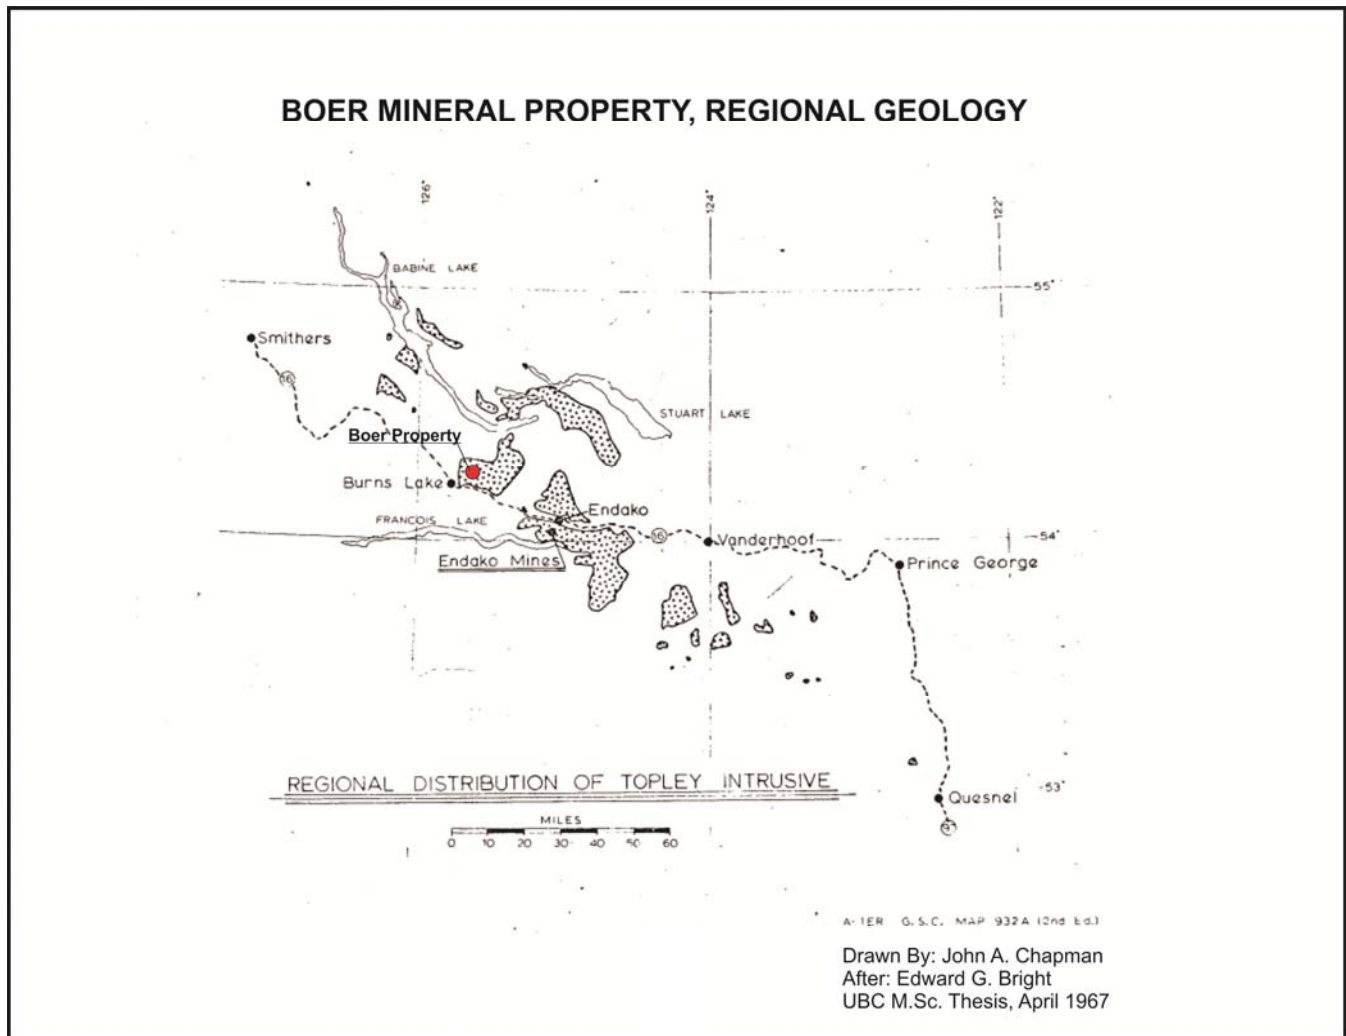 BOER MINERAL PROPERTY, REGIONAL GEOLOGY
126°
124°
122°
BABINE LAKE
55°
Smithers
16
STUART LAKE
Boer Property
Burns Lake
Endako
FRANCOIS LAKE
16
Vanderhoof
54°
Endako Mines
Prince George
REGIONAL DISTRIBUTION OF TOPLEY INTRUSIVE
53°
Quesnel
MILES
97
0 10 20 30 40 50 60
G.S.C. MAP 932A (2nd Ed.)
Drawn By: John A. Chapman
After: Edward G. Bright
UBC M.Sc. Thesis, April 1967